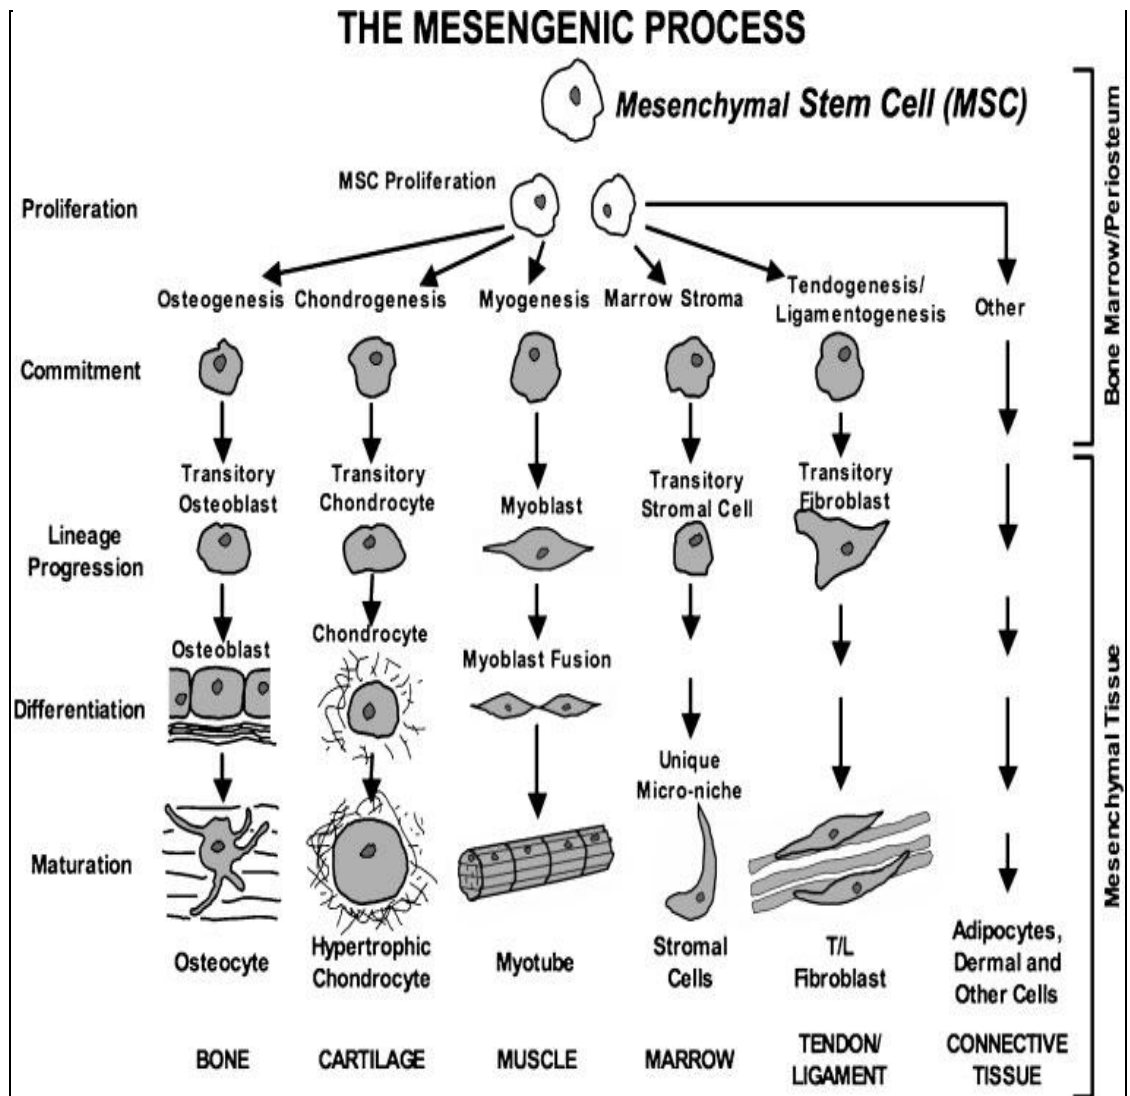 THE MESENGENIC PROCESS
Mesenchymal Stem Cell (MSC)
MSC Proliferation
Proliferation
Osteogenesis
Chondrogenesis
Myogenesis
Marrow Stroma
Tendogenesis/
Ligamentogenesis
Other
Commitment
Bone Marrow/Periosteum
Transitory
Osteoblast
Transitory
Chondrocyte
Myoblast
Transitory
Stromal Cell
Transitory
Fibroblast
Lineage
Progression
Osteoblast
Chondrocyte
Myoblast Fusion
Differentiation
Unique
Micro-niche
Maturation
Mesenchymal Tissue
Osteocyte
Hypertrophic
Chondrocyte
Myotube
Stromal
Cells
T/L
Fibroblast
Adipocytes,
Dermal and
Other Cells
BONE
CARTILAGE
MUSCLE
MARROW
TENDON/
LIGAMENT
CONNECTIVE
TISSUE